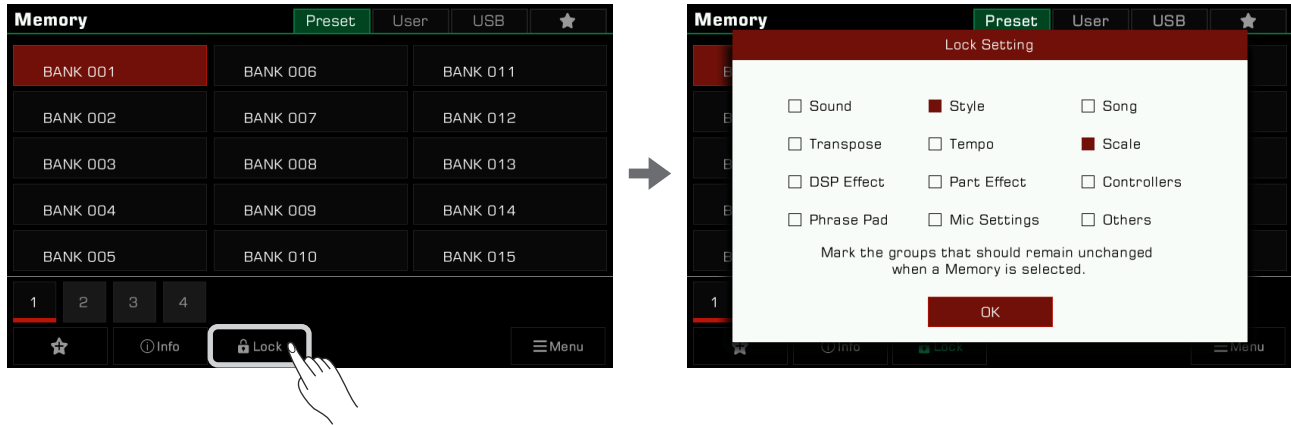 Memory Preset User USB
BANK 001 BANK 006 BANK 011
BANK 002 BANK 007 BANK 012
BANK 003 BANK 008 BANK 013
BANK 004 BANK 009 BANK 014
BANK 005 BANK 010 BANK 015
1 2 3 4
Info Lock Menu
Memory Preset User USB
Lock Setting
Sound Style Song
Transpose Tempo Scale
DSP Effect Part Effect Controllers
Phrase Pad Mic Settings Others
Mark the groups that should remain unchanged
when a Memory is selected.
OK
1
Info Lock Menu